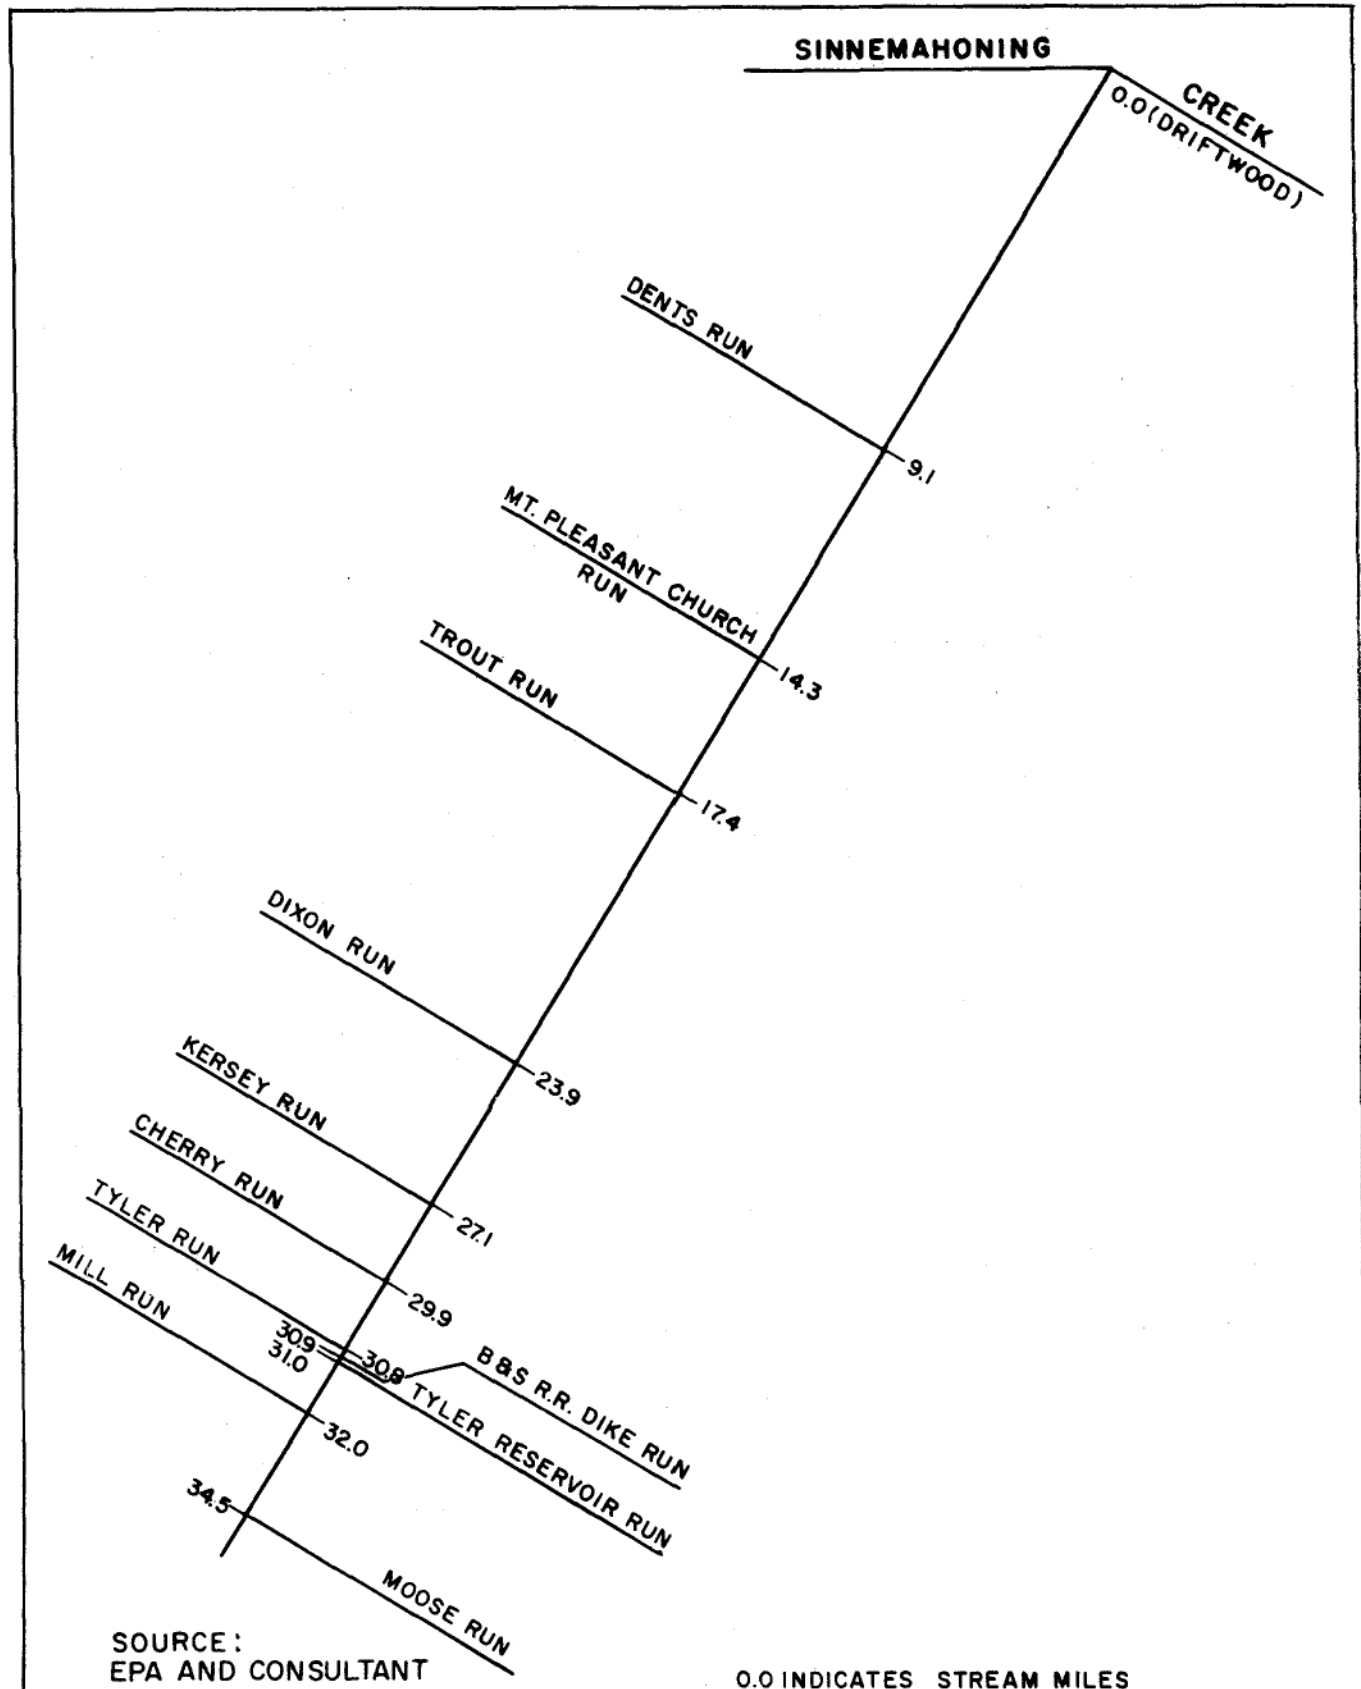 SINNEMAHONING
CREEK
0.0 (DRIFTWOOD)
DENTS RUN
9.1
MT. PLEASANT CHURCH
RUN
14.3
TROUT RUN
17.4
DIXON RUN
23.9
KERSEY RUN
27.1
CHERRY RUN
29.9
TYLER RUN
30.8
B&S R.R. DIKE RUN
30.9
31.0
TYLER RESERVOIR RUN
MILL RUN
32.0
34.5
MOOSE RUN
SOURCE:
EPA AND CONSULTANT
0.0 INDICATES STREAM MILES